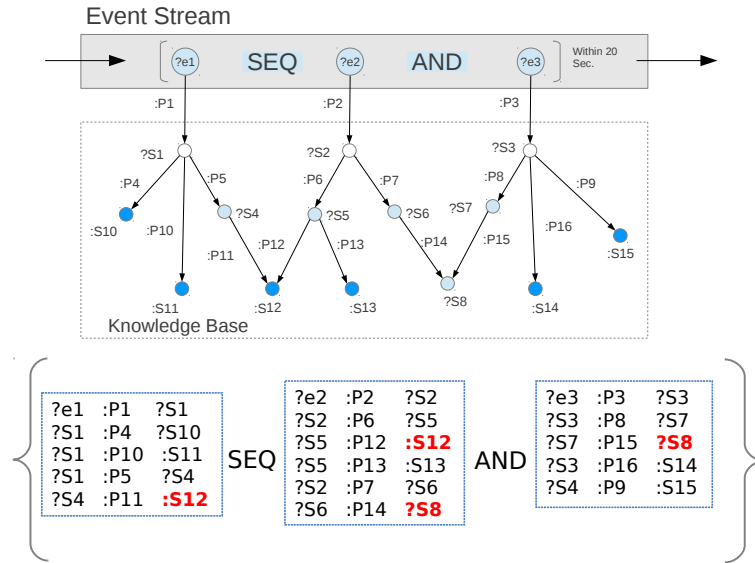 Event Stream
?e1 SEQ ?e2 AND ?e3 Within 20
Sec.
:P1 :P2 :P3
?S1 ?S2 ?S3
:P4 :P5 :P6 :P7 :P8 :P9
:S10 :P10 ?S4 ?S5 ?S6 ?S7 :P16
:P11 :P12 :P13 :P14 :P15 :S15
:S11 :S12 :S13 ?S8 :S14
Knowledge Base
?e1 :P1 ?S1
?S1 :P4 ?S10
?S1 :P10 :S11
?S1 :P5 ?S4
?S4 :P11 :S12
SEQ
?e2 :P2 ?S2
?S2 :P6 ?S5
?S5 :P12 :S12
?S5 :P13 :S13
?S2 :P7 ?S6
?S6 :P14 ?S8
AND
?e3 :P3 ?S3
?S3 :P8 ?S7
?S7 :P15 ?S8
?S3 :P16 :S14
?S4 :P9 :S15